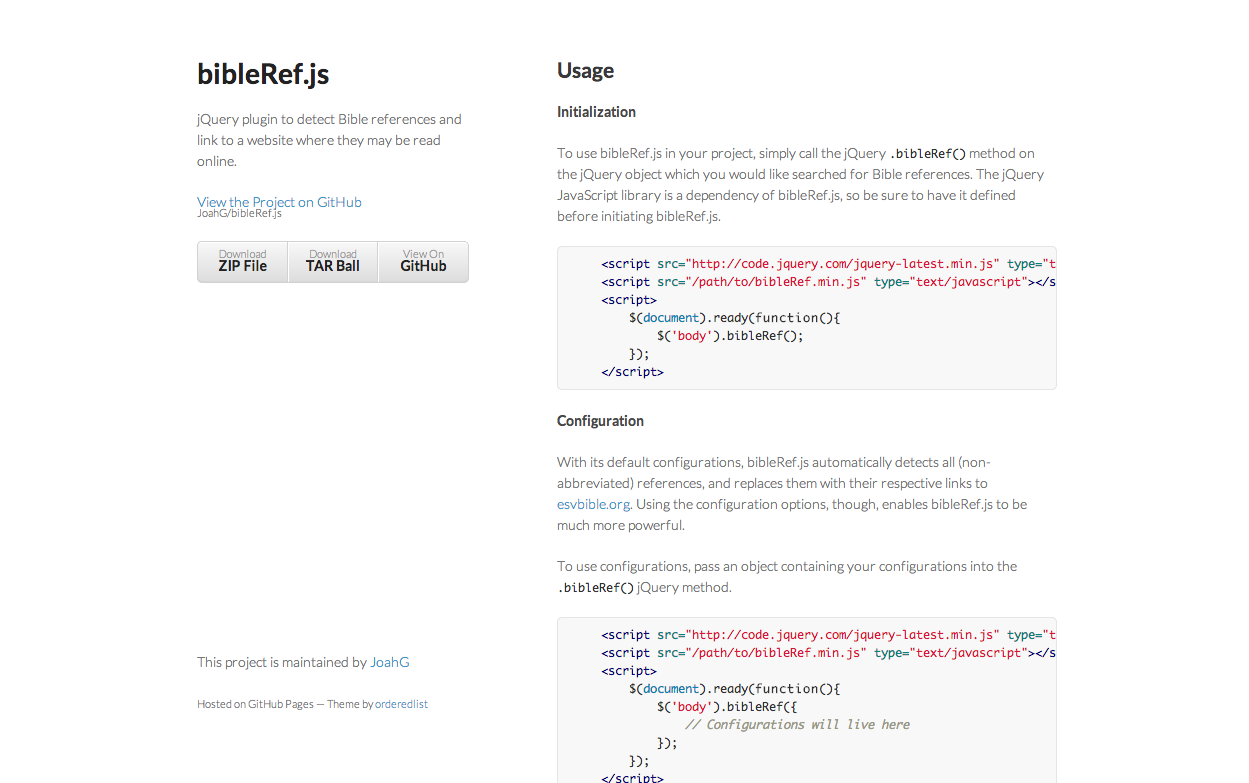 bibleRef.js
jQuery plugin to detect Bible references and
link to a website where they may be read
online.
View the Project on GitHub
JoahG/bibleRef.js
Download
ZIP File
Download
TAR Ball
View On
GitHub
This project is maintained by JoahG
Hosted on GitHub Pages — Theme by orderedlist
Usage
Initialization
To use bibleRef.js in your project, simply call the jQuery .bibleRef() method on
the jQuery object which you would like searched for Bible references. The jQuery
JavaScript library is a dependency of bibleRef.js, so be sure to have it defined
before initiating bibleRef.js.
<script src="http://code.jquery.com/jquery-latest.min.js" type="t
<script src="/path/to/bibleRef.min.js" type="text/javascript"></s
<script>
$(document).ready(function(){
$('body').bibleRef();
});
</script>
Configuration
With its default configurations, bibleRef.js automatically detects all (non-
abbreviated) references, and replaces them with their respective links to
esvbible.org. Using the configuration options, though, enables bibleRef.js to be
much more powerful.
To use configurations, pass an object containing your configurations into the
.bibleRef() jQuery method.
<script src="http://code.jquery.com/jquery-latest.min.js" type="t
<script src="/path/to/bibleRef.min.js" type="text/javascript"></s
<script>
$(document).ready(function(){
$('body').bibleRef({
// Configurations will live here
});
});
</script>